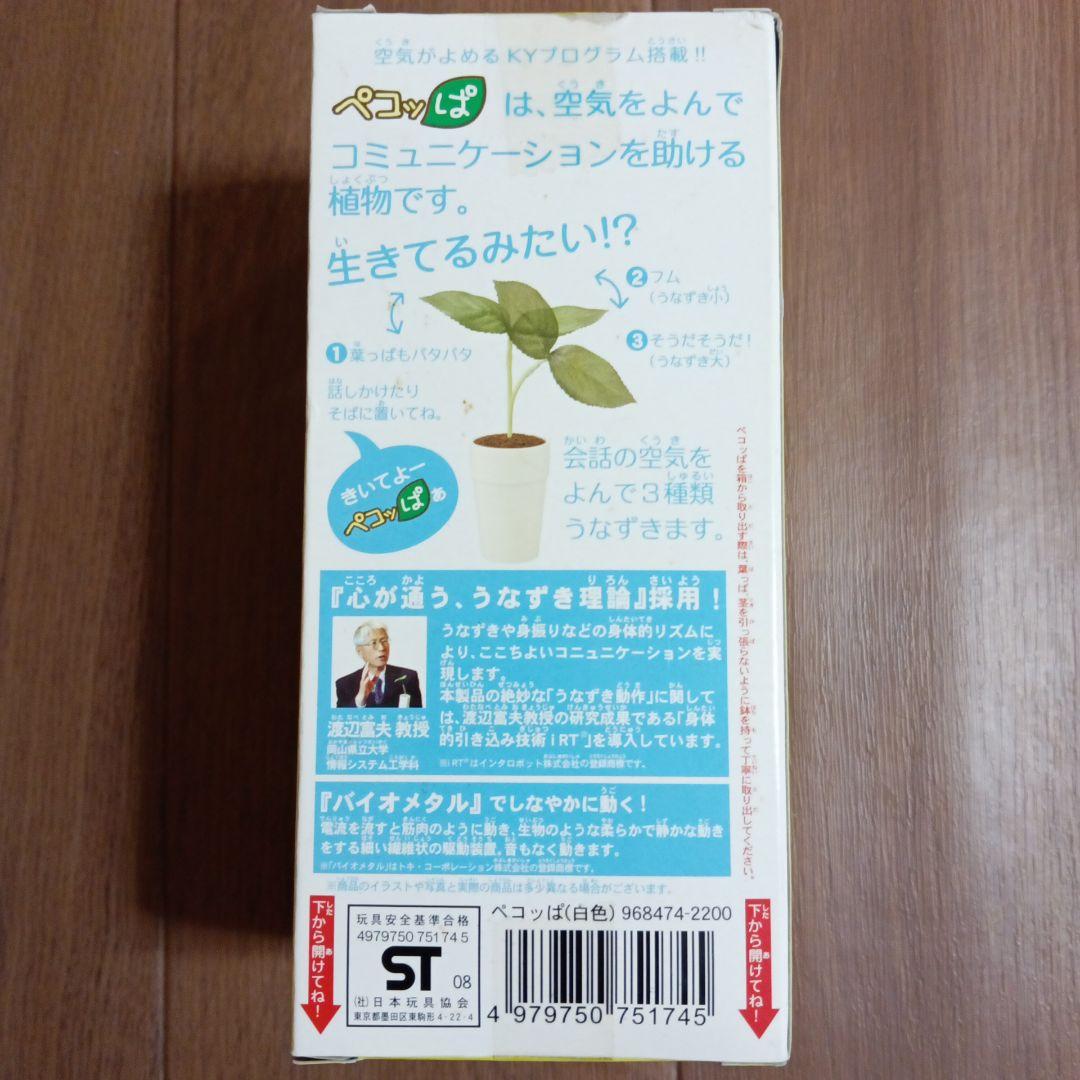 空気がよめるKYプログラム搭載!!
ペコッぱ は、空気をよんで
コミュニケーションを助ける
植物です。
生きてるみたい!?
❶葉っぱもパタパタ
❷フム
(うなずき小)
❸そうだそうだ!
(うなずき大)
話しかけたり
そばに置いてね。
きいてよー
ペコッぱぁ
会話の空気を
よんで3種類
うなずきます。
ペコッぱを箱から取り出す際は、葉っぱ、茎を引っ張らないように鉢を持って丁寧に取り出してください。
『心が通う、うなずき理論』採用!
うなずきや身振りなどの身体的リズムに
より、ここちよいコニュニケーションを実
現します。
本製品の絶妙な「うなずき動作」に関して
は、渡辺富夫教授の研究成果である「身体
的引き込み技術iRT®」を導入しています。
※iRT®はインタロボット株式会社の登録商標です。
渡辺富夫 教授
岡山県立大学
情報システム工学科
『バイオメタル』でしなやかに動く!
電流を流すと筋肉のように動き、生物のような柔らかで静かな動き
をする細い繊維状の駆動装置。音もなく動きます。
※「バイオメタル」はトキ・コーポレーション株式会社の登録商標です。
※商品のイラストや写真と実際の商品は多少異なる場合がございます。
下から開けてね!
玩具安全基準合格
4979750 75174 5
ST 08
(社)日本玩具協会
東京都墨田区東駒形4-22-4
ペコッぱ(白色) 968474-2200
4 979750 751745
下から開けてね!